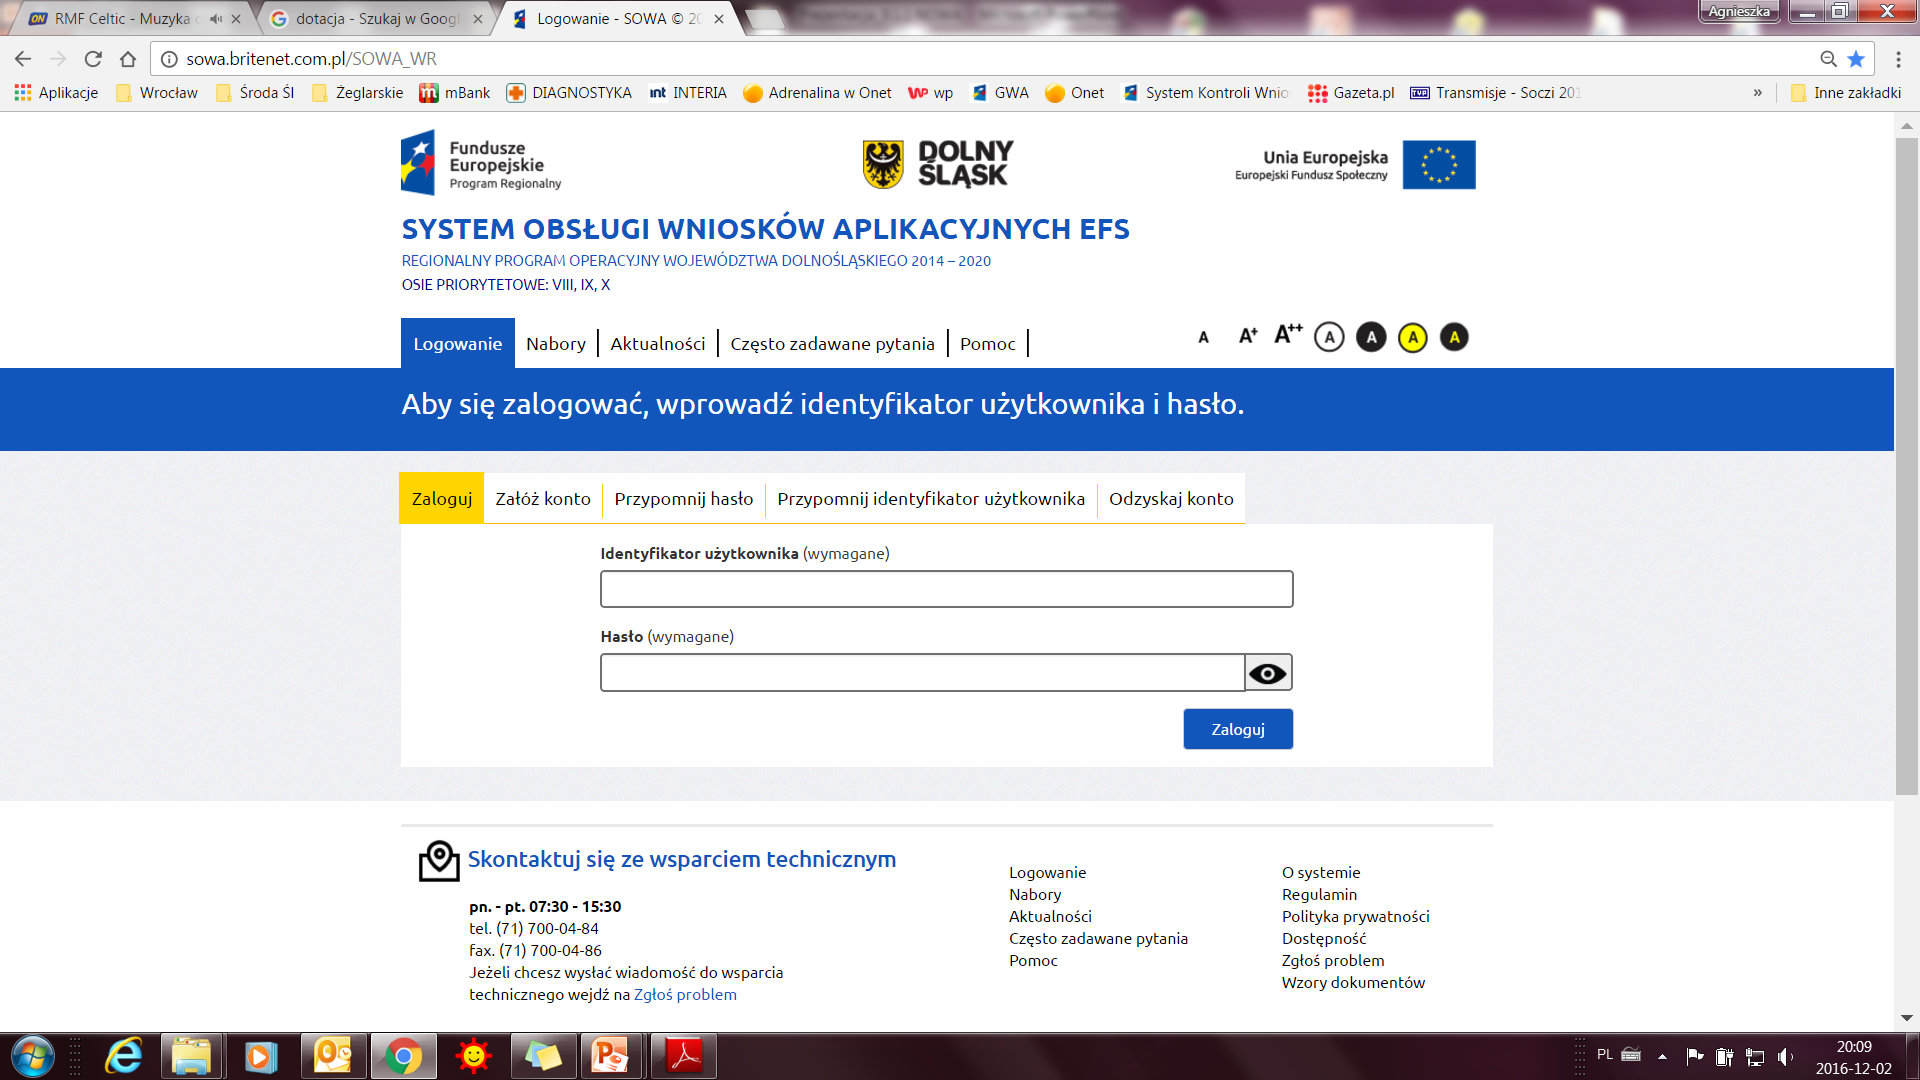 RMF Celtic - Muzyka
dotacja - Szukaj w Googl
Logowanie - SOWA © 20
Agnieszka
sowa.britenet.com.pl/SOWA_WR
Aplikacje Wrocław Środa Śl Żeglarskie mBank DIAGNOSTYKA INTERIA Adrenalina w Onet wp GWA Onet System Kontroli Wnio Gazeta.pl Transmisje - Soczi 201 » Inne zakładki
Fundusze
Europejskie
Program Regionalny
DOLNY
ŚLĄSK
Unia Europejska
Europejski Fundusz Społeczny
SYSTEM OBSŁUGI WNIOSKÓW APLIKACYJNYCH EFS
REGIONALNY PROGRAM OPERACYJNY WOJEWÓDZTWA DOLNOŚLĄSKIEGO 2014 – 2020
OSIE PRIORYTETOWE: VIII, IX, X
Logowanie Nabory Aktualności Często zadawane pytania Pomoc A A+ A++ A A A A
Aby się zalogować, wprowadź identyfikator użytkownika i hasło.
Zaloguj Załóż konto Przypomnij hasło Przypomnij identyfikator użytkownika Odzyskaj konto
Identyfikator użytkownika (wymagane)
Hasło (wymagane)
Zaloguj
Skontaktuj się ze wsparciem technicznym
pn. - pt. 07:30 - 15:30
tel. (71) 700-04-84
fax. (71) 700-04-86
Jeżeli chcesz wysłać wiadomość do wsparcia
technicznego wejdź na Zgłoś problem
Logowanie
Nabory
Aktualności
Często zadawane pytania
Pomoc
O systemie
Regulamin
Polityka prywatności
Dostępność
Zgłoś problem
Wzory dokumentów
PL
20:09
2016-12-02